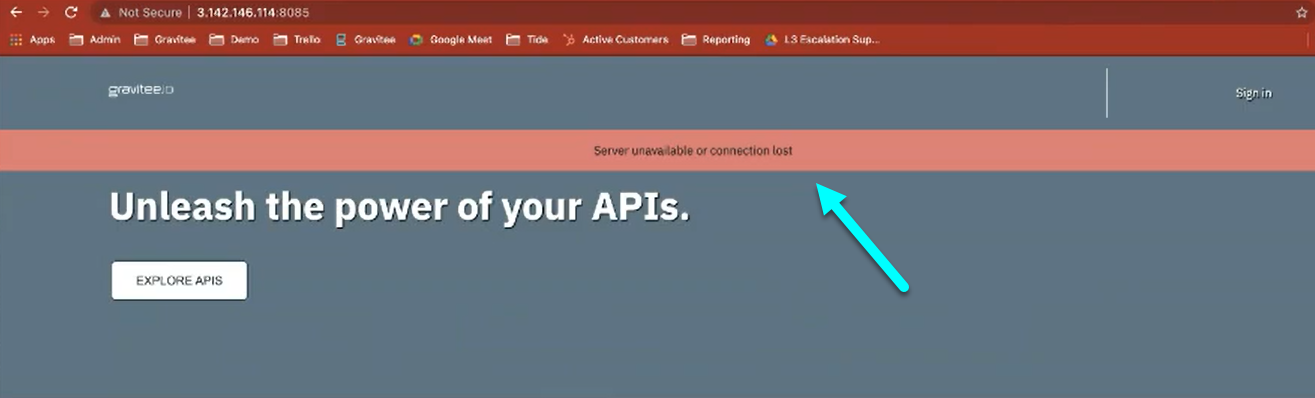 Not Secure | 3.142.146.114:8085
Apps Admin Gravitee Demo Trello Gravitee Google Meet Tide Active Customers Reporting L3 Escalation Sup...
gravitee.io
Sign in
Server unavailable or connection lost
Unleash the power of your APIs.
EXPLORE APIS